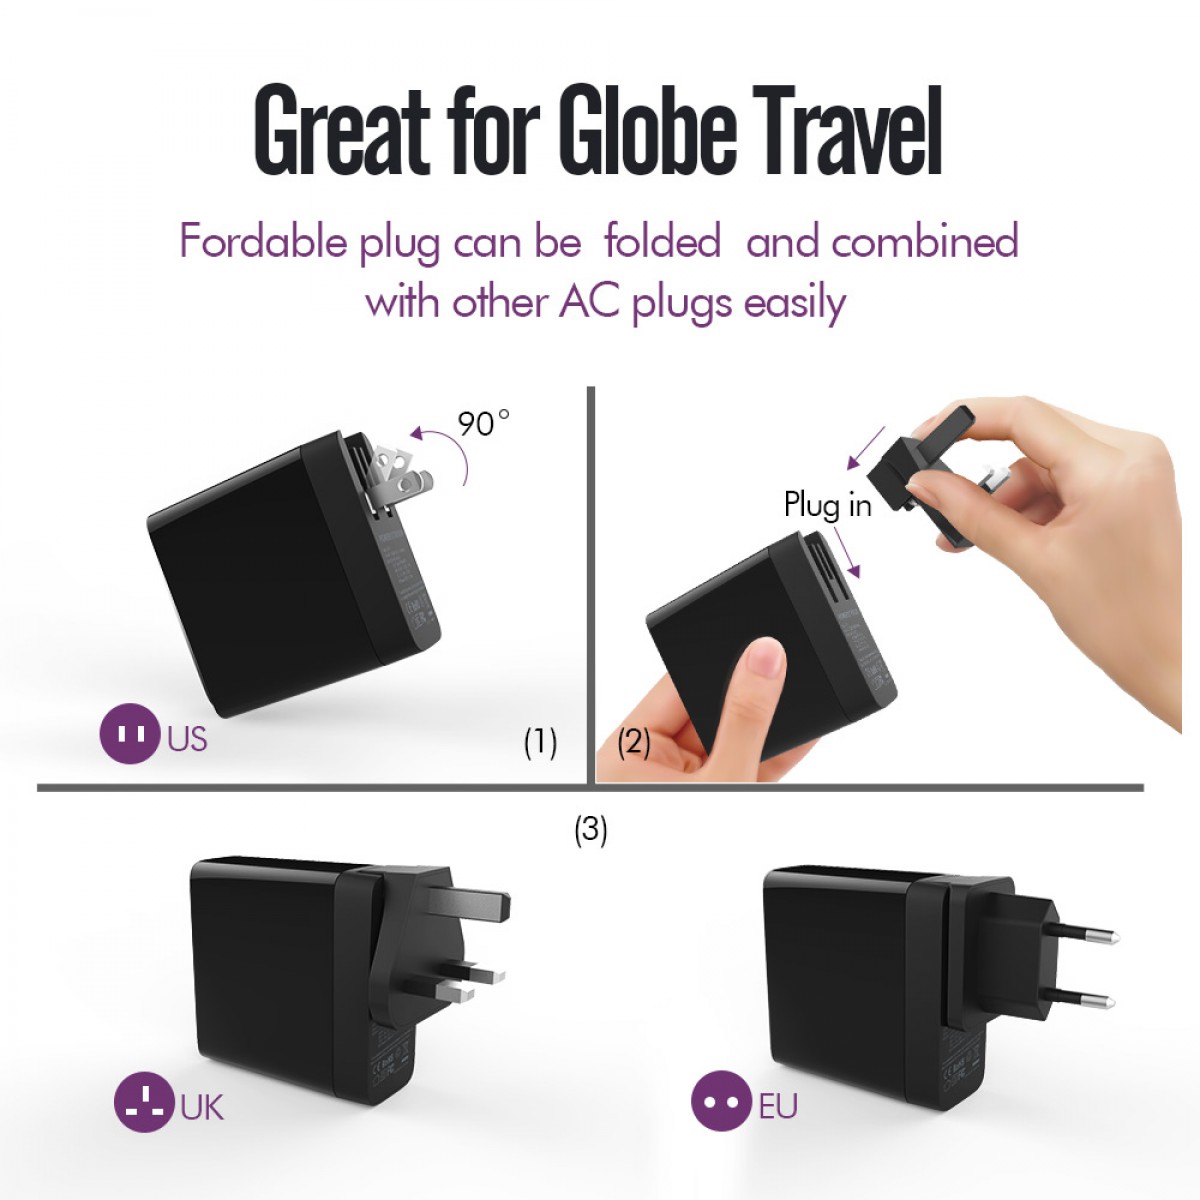 Great for Globe Travel
Fordable plug can be folded and combined
with other AC plugs easily
90°
Plug in
US
(1)
(2)
(3)
UK
EU